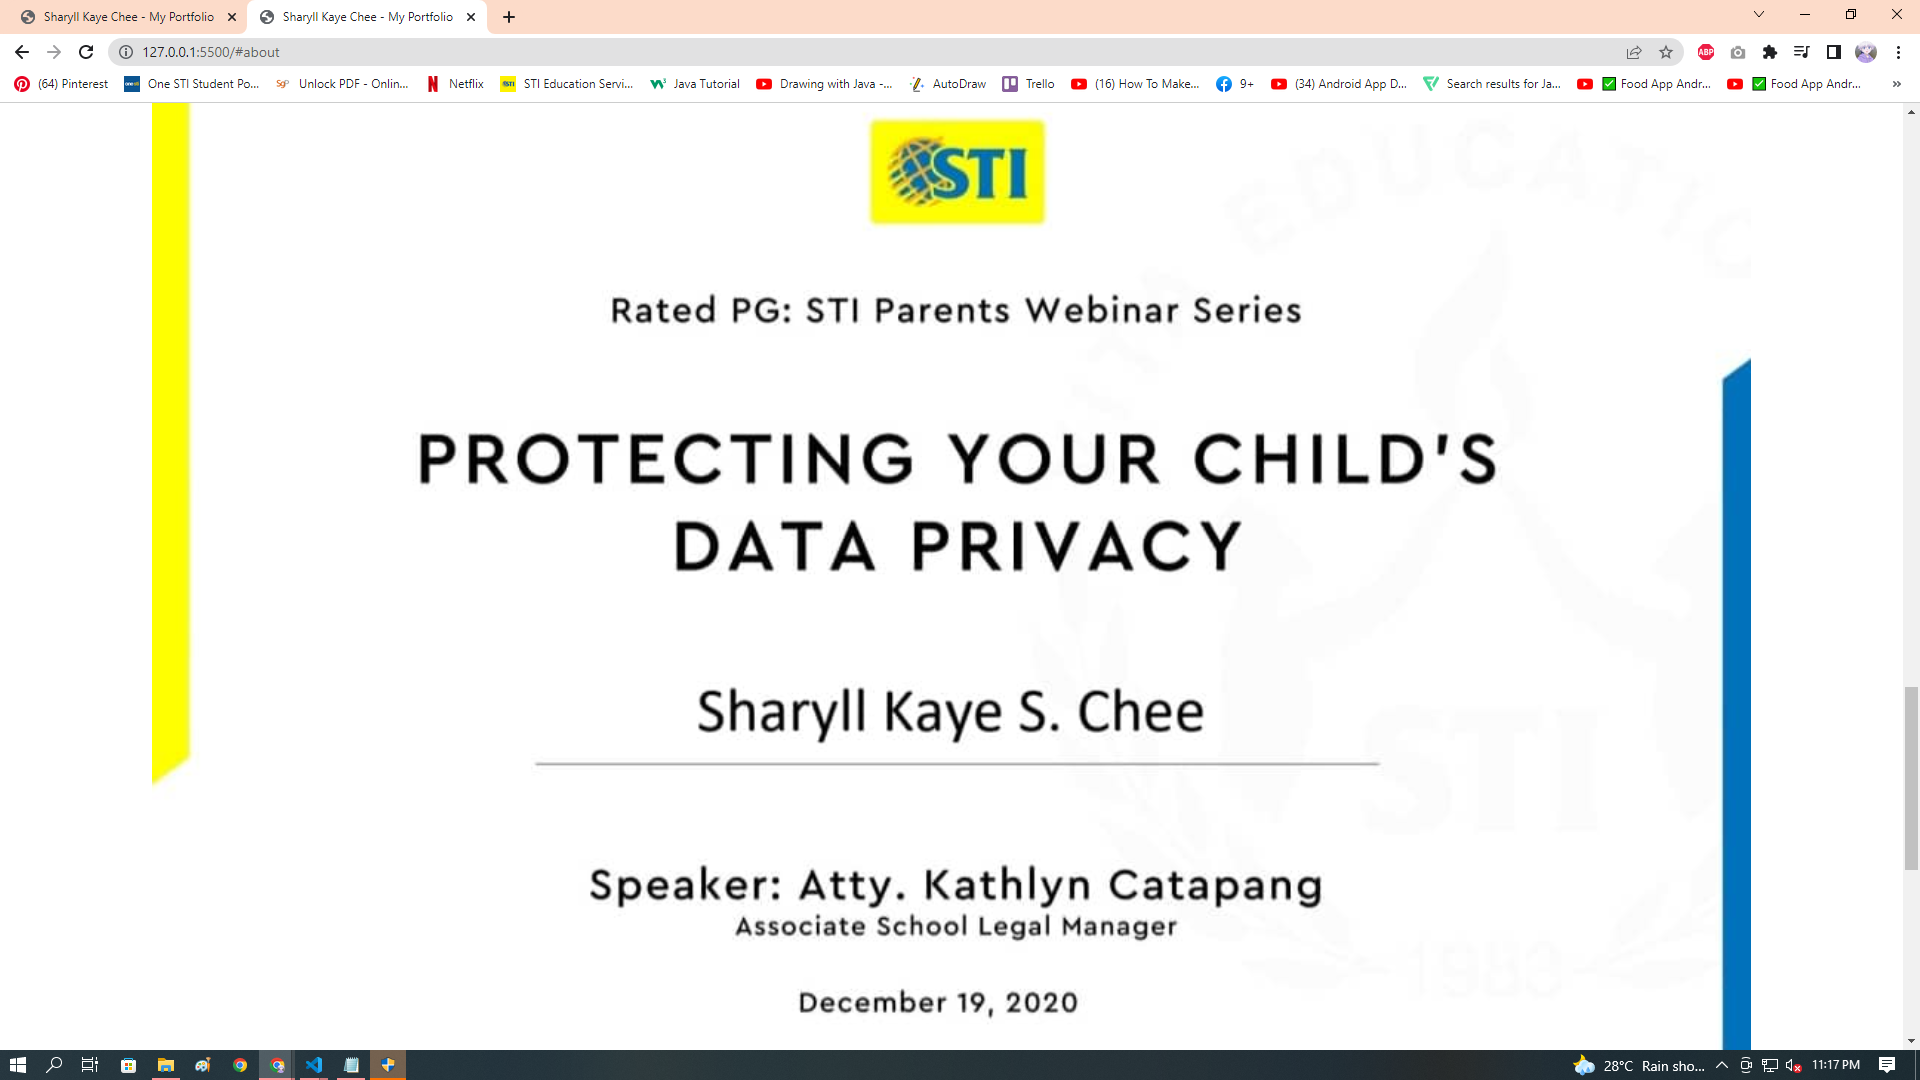 Sharyll Kaye Chee - My Portfolio
Sharyll Kaye Chee - My Portfolio
127.0.0.1:5500/#about
ABP
(64) Pinterest
One STI Student Po...
Unlock PDF - Onlin...
Netflix
STI Education Servi...
Java Tutorial
Drawing with Java -...
AutoDraw
Trello
(16) How To Make...
9+
(34) Android App D...
Search results for Ja...
Food App Andr...
Food App Andr...
EDUCATIC
STI
Rated PG: STI Parents Webinar Series
PROTECTING YOUR CHILD'S
DATA PRIVACY
Sharyll Kaye S. Chee
STI
Speaker: Atty. Kathlyn Catapang
Associate School Legal Manager
1983
December 19, 2020
28°C Rain sho...
11:17 PM